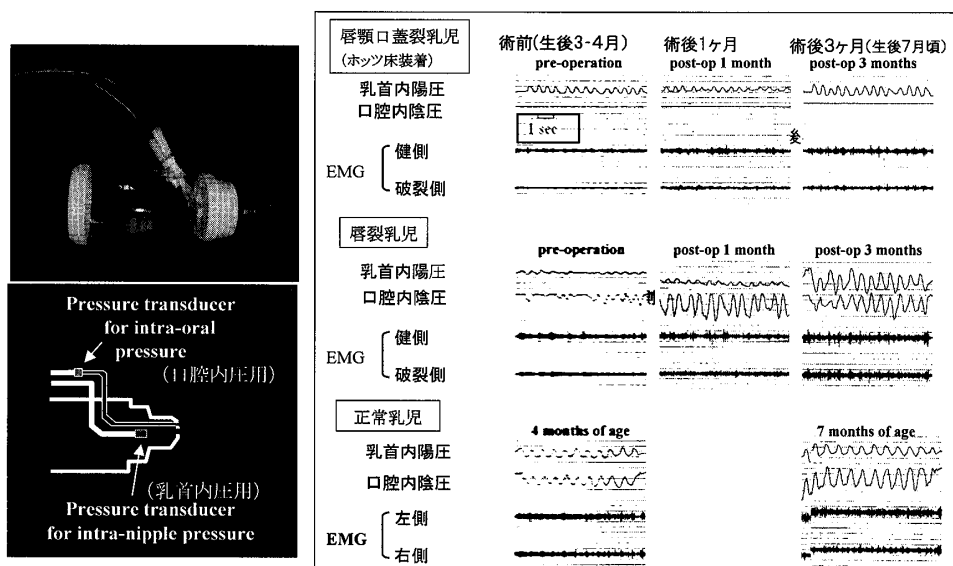 Pressure transducer
for intra-oral
pressure
(口腔内圧用)
(乳首内圧用)
Pressure transducer
for intra-nipple pressure
唇顎口蓋裂乳児
(ホッツ床装着)
術前(生後3-4月)
術後1ヶ月
術後3ヶ月(生後7月頃)
pre-operation
post-op 1 month
post-op 3 months
乳首内陽圧
口腔内陰圧
1 sec
後
EMG
健側
破裂側
唇裂乳児
pre-operation
post-op 1 month
post-op 3 months
乳首内陽圧
口腔内陰圧
EMG
健側
破裂側
正常乳児
4 months of age
7 months of age
乳首内陽圧
口腔内陰圧
EMG
左側
右側